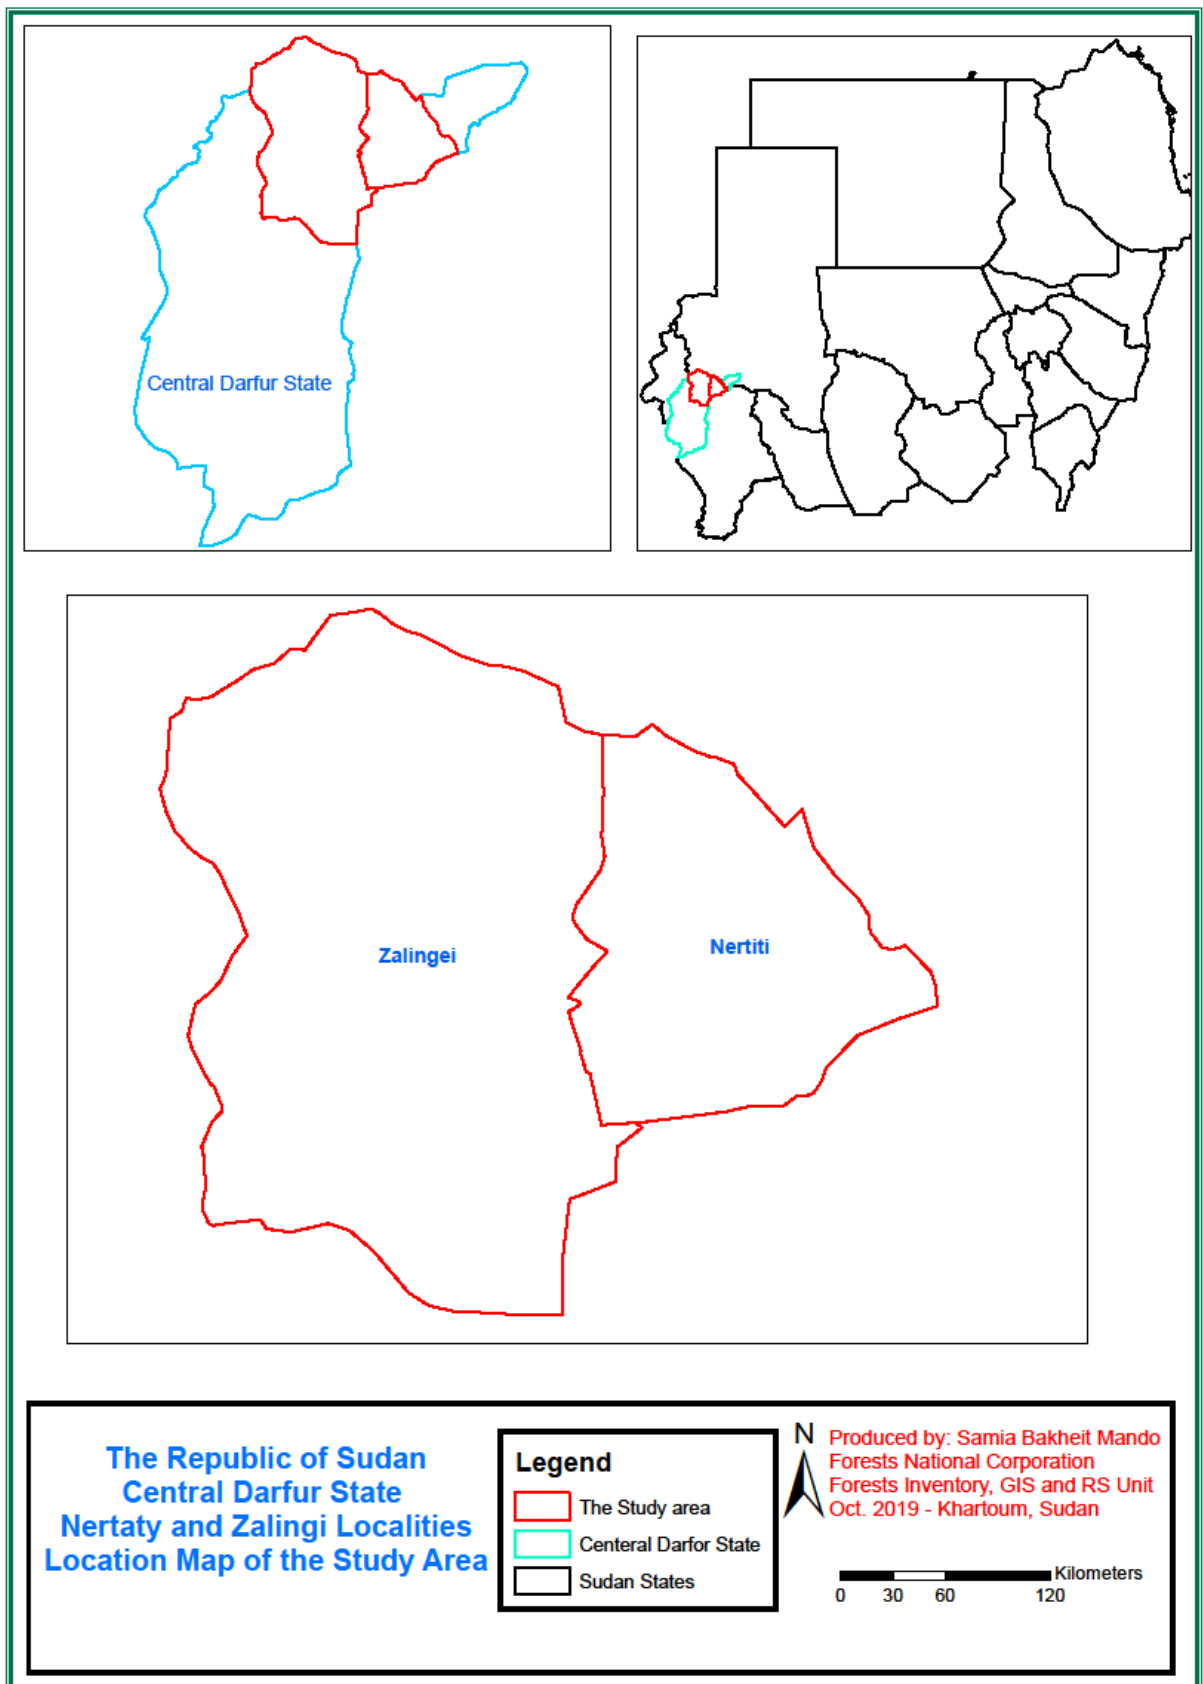 Central Darfur State
Zalingei
Nertiti
The Republic of Sudan
Central Darfur State
Nertaty and Zalingi Localities
Location Map of the Study Area
Legend
The Study area
Centeral Darfor State
Sudan States
N
Produced by: Samia Bakheit Mando
Forests National Corporation
Forests Inventory, GIS and RS Unit
Oct. 2019 - Khartoum, Sudan
Kilometers
0 30 60 120